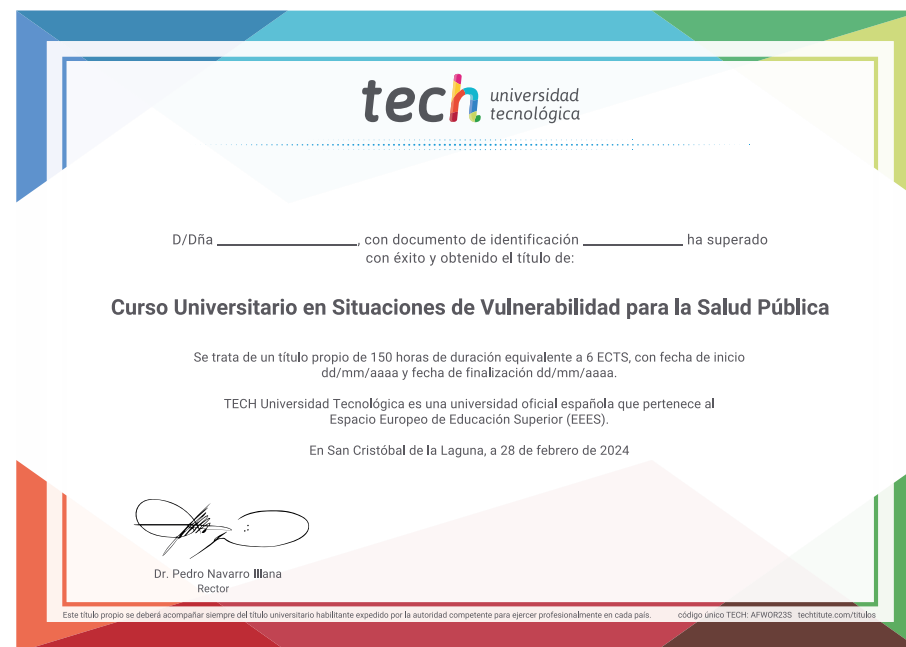 tech universidad
tecnológica
D/Dña ____________________, con documento de identificación ______________ ha superado
con éxito y obtenido el título de:
Curso Universitario en Situaciones de Vulnerabilidad para la Salud Pública
Se trata de un título propio de 150 horas de duración equivalente a 6 ECTS, con fecha de inicio
dd/mm/aaaa y fecha de finalización dd/mm/aaaa.
TECH Universidad Tecnológica es una universidad oficial española que pertenece al
Espacio Europeo de Educación Superior (EEES).
En San Cristóbal de la Laguna, a 28 de febrero de 2024
Dr. Pedro Navarro Illana
Rector
Este título propio se deberá acompañar siempre del título universitario habilitante expedido por la autoridad competente para ejercer profesionalmente en cada país. código único TECH: AFWOR23S techtitute.com/titulos